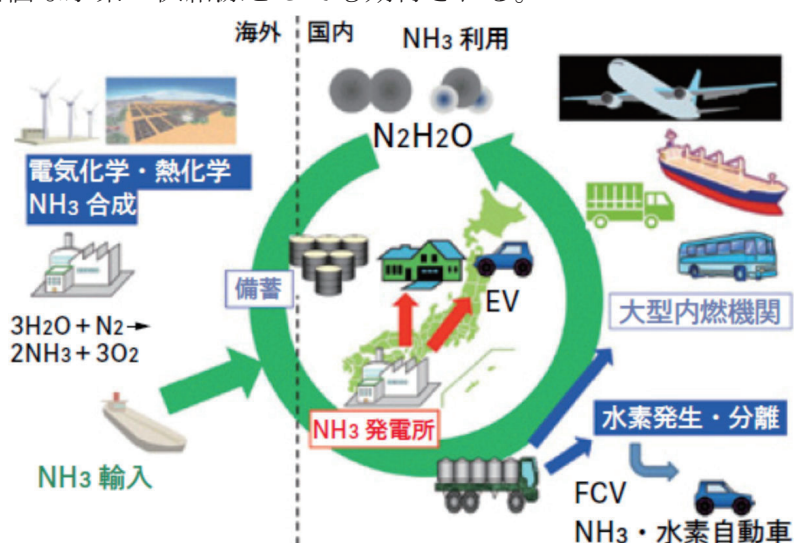 海外
国内
NH3 利用
N2H2O
電気化学・熱化学
NH3 合成
備蓄
EV
3H2O+N2→
2NH3+3O2
大型内燃機関
NH3 発電所
水素発生・分離
NH3 輸入
FCV
NH3・水素自動車